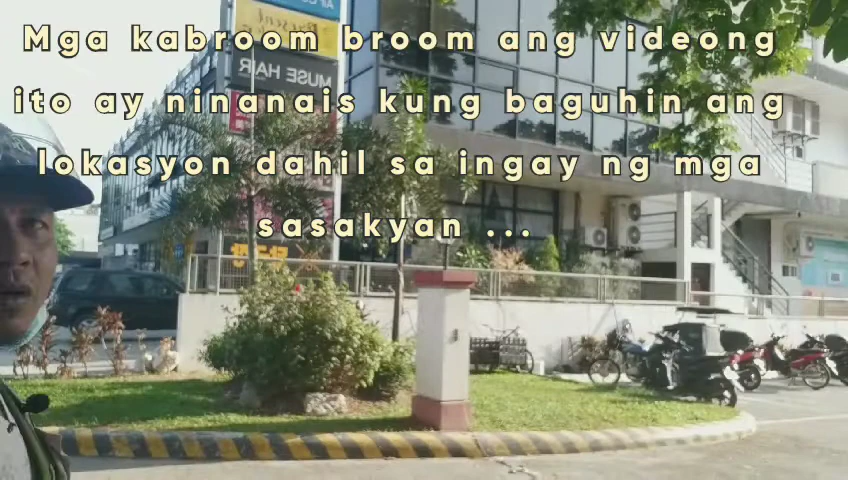 Mga kabroom broom ang videong
ito ay ninanais kung baguhin ang
lokasyon dahil sa ingay ng mga
sasakyan ...
MUSE HAIR